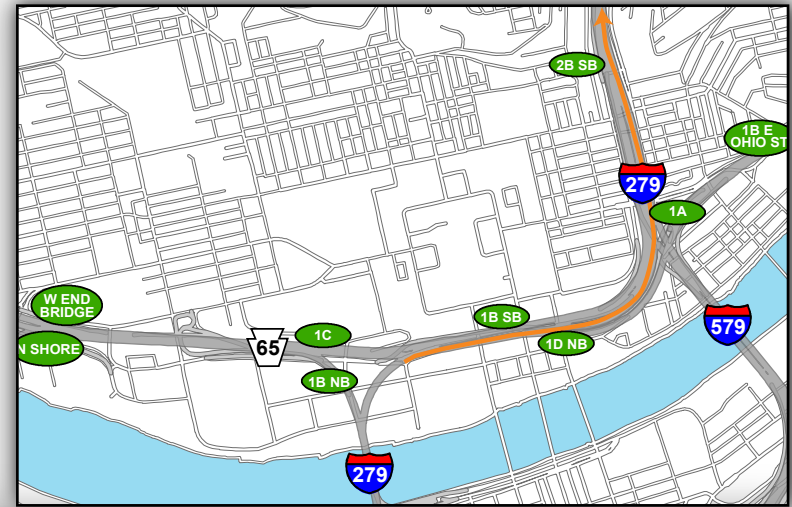 2B SB
1B E
OHIO ST
279
1A
W END
BRIDGE
1B SB
579
1C
1D NB
N SHORE
65
1B NB
279